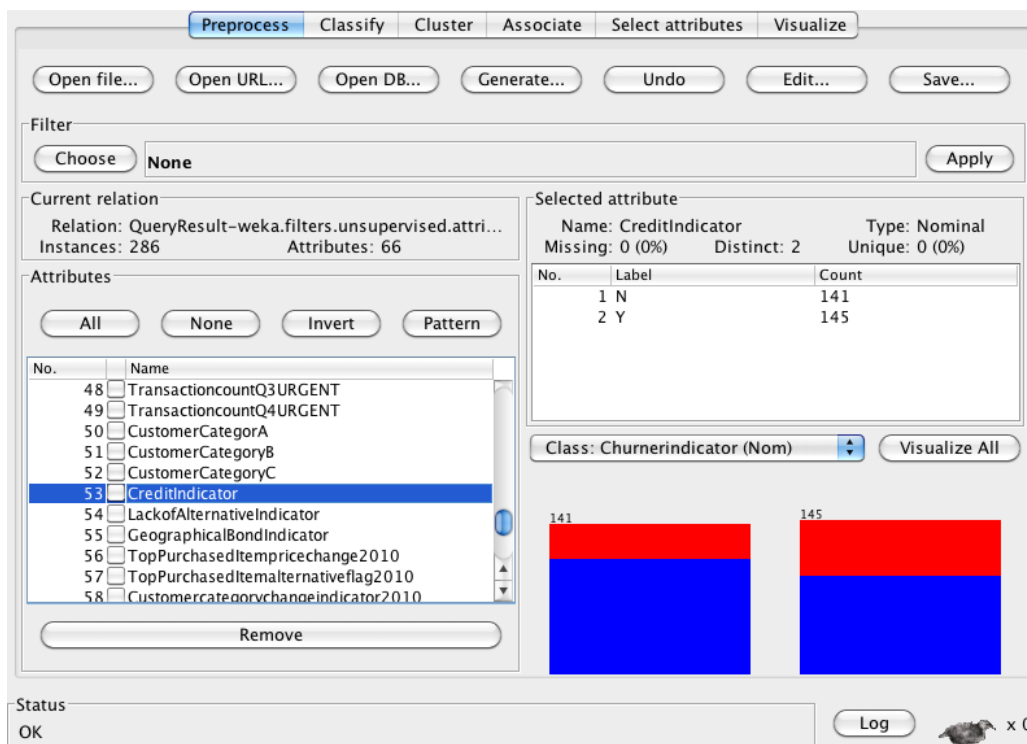 Preprocess Classify Cluster Associate Select attributes Visualize
Open file... Open URL... Open DB... Generate... Undo Edit... Save...
Filter
Choose None Apply
Current relation
Relation: QueryResult-weka.filters.unsupervised.attri...
Instances: 286 Attributes: 66
Attributes
All None Invert Pattern
No. Name
48 TransactioncountQ3URGENT
49 TransactioncountQ4URGENT
50 CustomerCategorA
51 CustomerCategoryB
52 CustomerCategoryC
53 CreditIndicator
54 LackofAlternativeIndicator
55 GeographicalBondIndicator
56 TopPurchasedItempricechange2010
57 TopPurchasedItemalternativeflag2010
58 Customercategorychangeindicator2010
Remove
Selected attribute
Name: CreditIndicator Type: Nominal
Missing: 0 (0%) Distinct: 2 Unique: 0 (0%)
No. Label Count
1 N 141
2 Y 145
Class: Churnerindicator (Nom) Visualize All
141 145
Status
OK
Log x 0